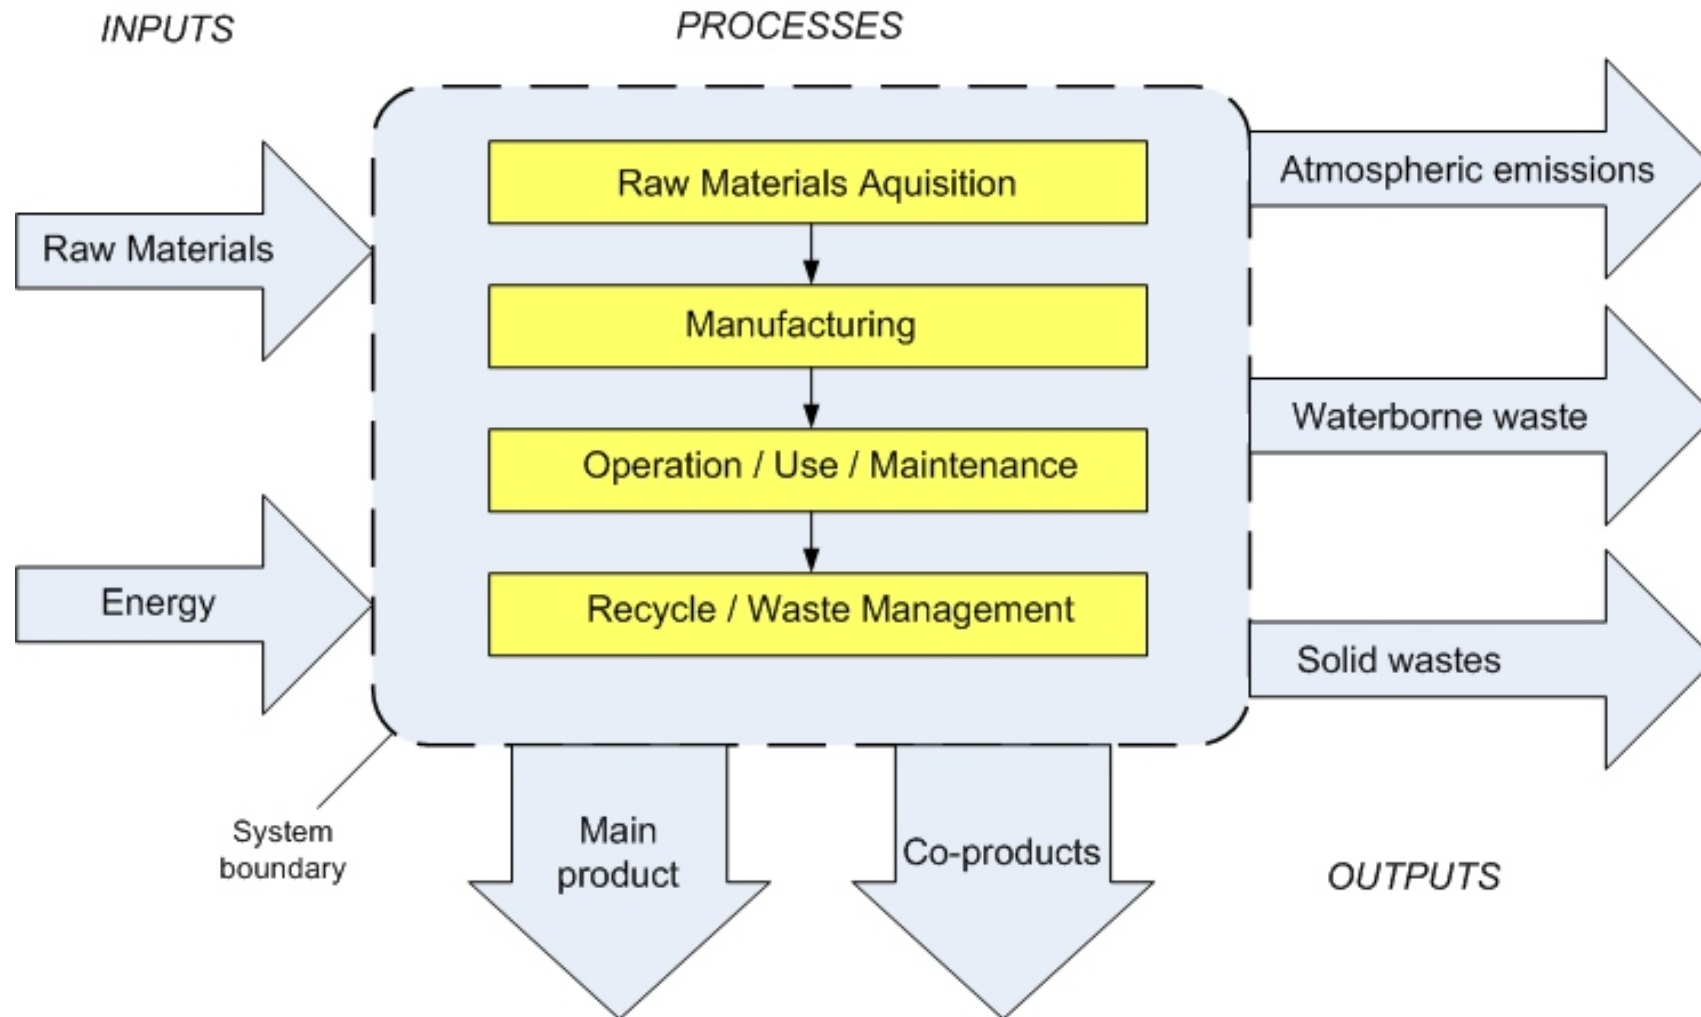 INPUTS
PROCESSES
Raw Materials
Energy
Raw Materials Aquisition
Manufacturing
Operation / Use / Maintenance
Recycle / Waste Management
Atmospheric emissions
Waterborne waste
Solid wastes
System
boundary
Main
product
Co-products
OUTPUTS